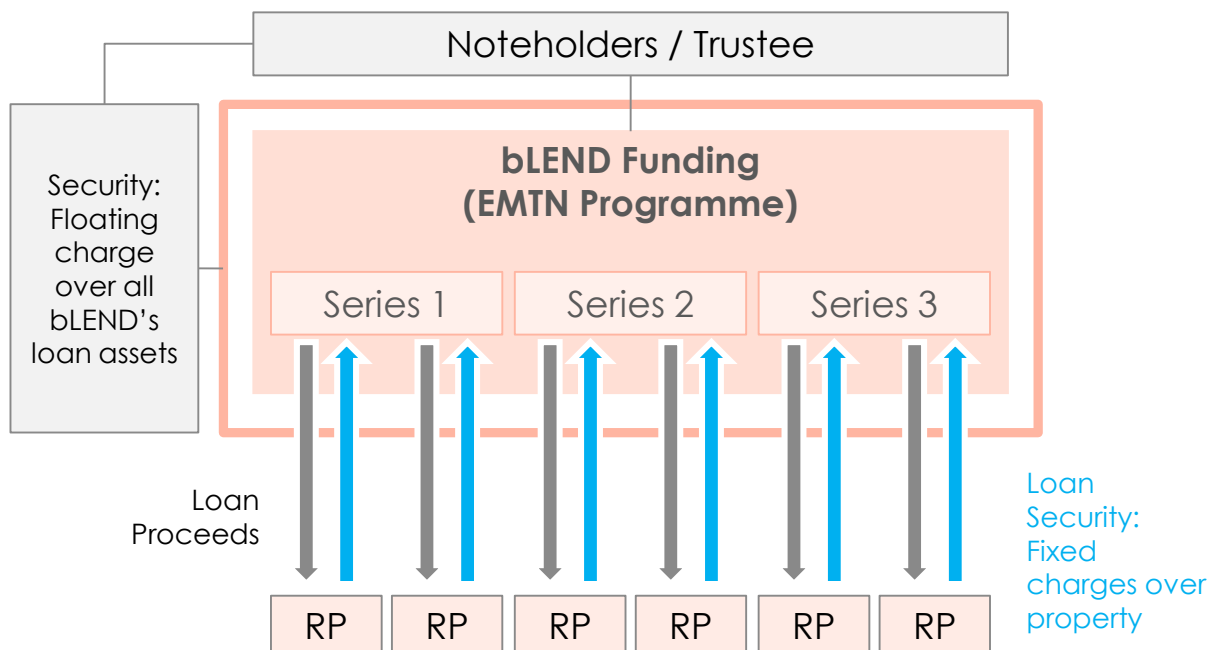 Noteholders / Trustee
Security:
Floating
charge
over all
bLEND’s
loan assets
bLEND Funding
(EMTN Programme)
Series 1
Series 2
Series 3
Loan
Proceeds
Loan
Security:
Fixed
charges over
property
RP
RP
RP
RP
RP
RP